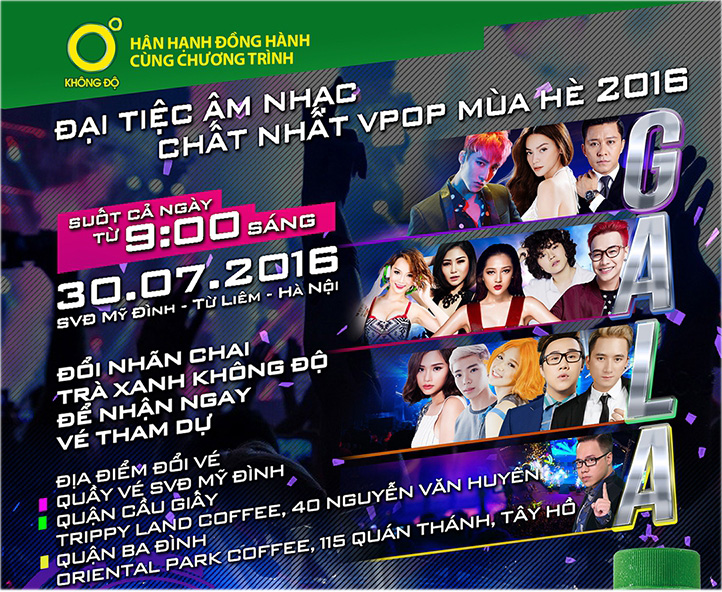 KHÔNG ĐỘ
HÂN HẠNH ĐỒNG HÀNH
CÙNG CHƯƠNG TRÌNH
ĐẠI TIỆC ÂM NHẠC
CHẤT NHẤT VPOP MÙA HÈ 2016
GALA
SUỐT CẢ NGÀY
TỪ 9:00 SÁNG
30.07.2016
SVĐ MỸ ĐÌNH - TỪ LIÊM - HÀ NỘI
ĐỔI NHÃN CHAI
TRÀ XANH KHÔNG ĐỘ
ĐỂ NHẬN NGAY
VÉ THAM DỰ
ĐỊA ĐIỂM ĐỔI VÉ
QUẦY VÉ SVĐ MỸ ĐÌNH
QUẬN CẦU GIẤY
TRIPPY LAND COFFEE, 40 NGUYỄN VĂN HUYÊN
QUẬN BA ĐÌNH
ORIENTAL PARK COFFEE, 115 QUÁN THÁNH, TÂY HỒ